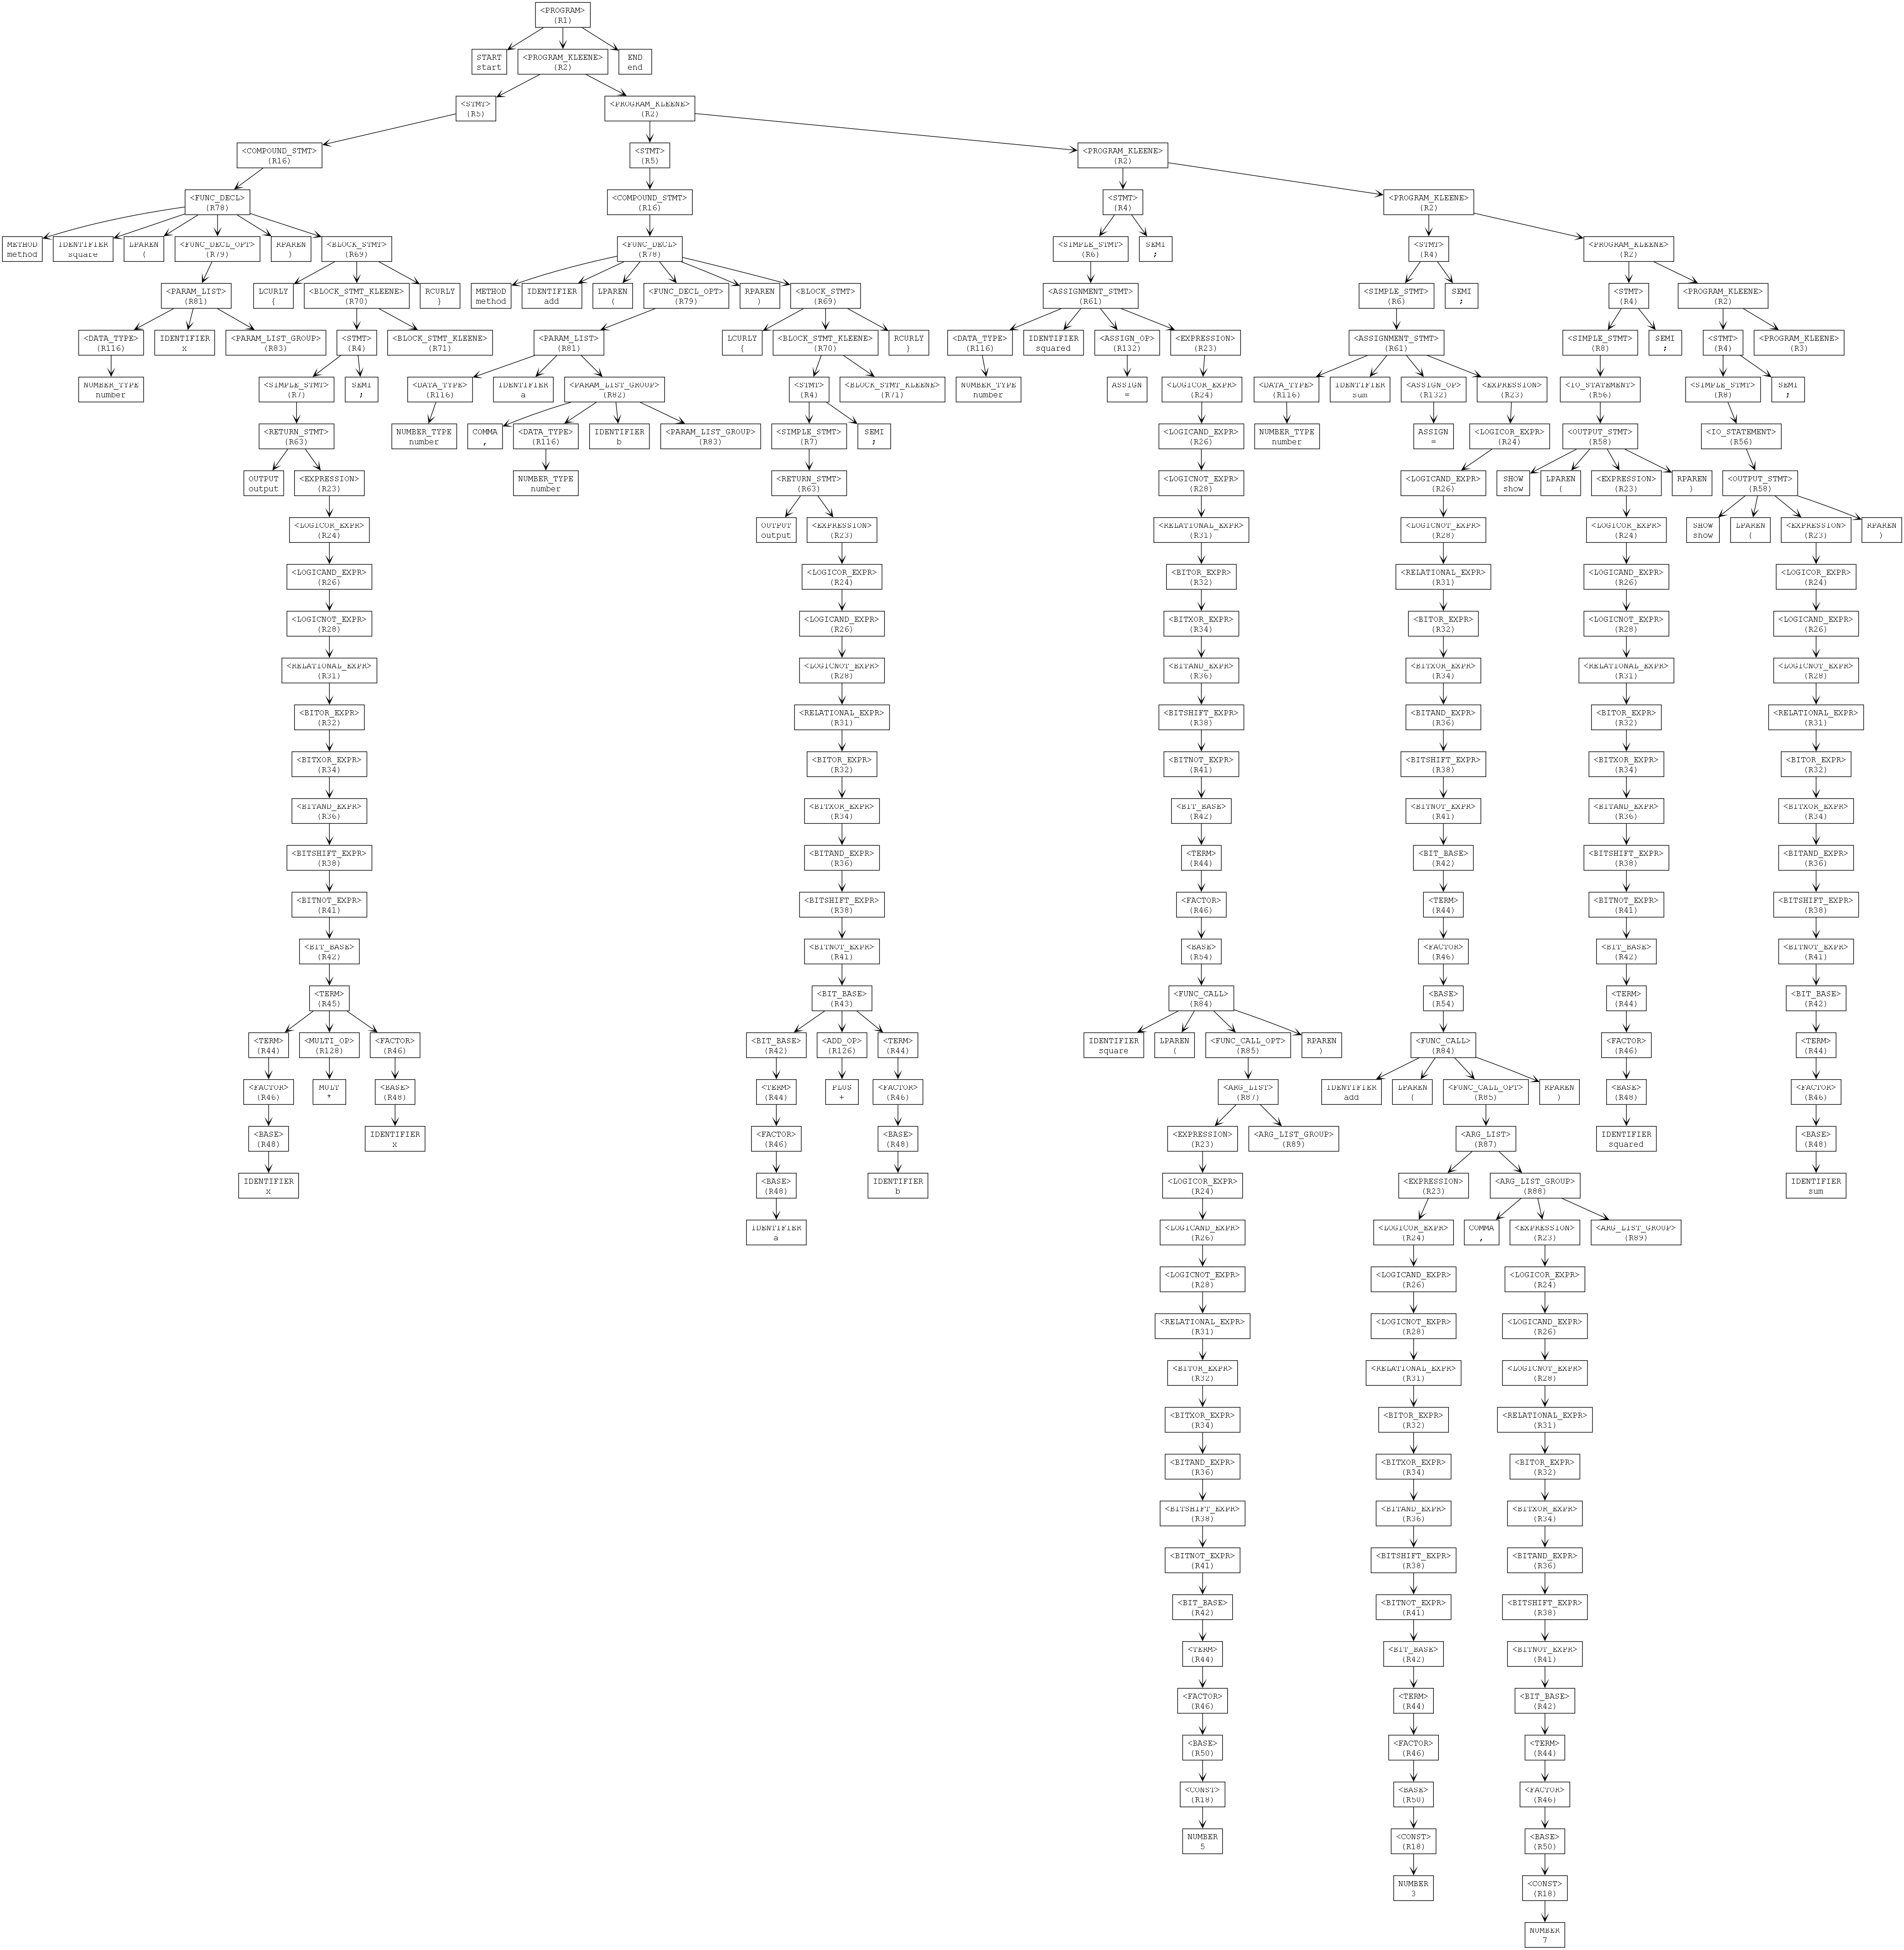 <PROGRAM>
(R1)
START
start
<PROGRAM_KLEENE>
(R2)
END
end
<STMT>
(R5)
<PROGRAM_KLEENE>
(R2)
<COMPOUND_STMT>
(R16)
<STMT>
(R5)
<PROGRAM_KLEENE>
(R2)
<FUNC_DECL>
(R78)
<COMPOUND_STMT>
(R16)
<STMT>
(R4)
<PROGRAM_KLEENE>
(R2)
METHOD
method
IDENTIFIER
square
LPAREN
(
<FUNC_DECL_OPT>
(R79)
RPAREN
)
<BLOCK_STMT>
(R69)
<FUNC_DECL>
(R78)
<SIMPLE_STMT>
(R6)
SEMI
;
<STMT>
(R4)
<PROGRAM_KLEENE>
(R2)
<PARAM_LIST>
(R81)
LCURLY
{
<BLOCK_STMT_KLEENE>
(R70)
RCURLY
}
METHOD
method
IDENTIFIER
add
LPAREN
(
<FUNC_DECL_OPT>
(R79)
RPAREN
)
<BLOCK_STMT>
(R69)
<ASSIGNMENT_STMT>
(R61)
<SIMPLE_STMT>
(R6)
SEMI
;
<STMT>
(R4)
<PROGRAM_KLEENE>
(R2)
<DATA_TYPE>
(R116)
IDENTIFIER
x
<PARAM_LIST_GROUP>
(R83)
<STMT>
(R4)
<BLOCK_STMT_KLEENE>
(R71)
<PARAM_LIST>
(R81)
LCURLY
{
<BLOCK_STMT_KLEENE>
(R70)
RCURLY
}
<DATA_TYPE>
(R116)
IDENTIFIER
squared
<ASSIGN_OP>
(R132)
<EXPRESSION>
(R23)
<ASSIGNMENT_STMT>
(R61)
<SIMPLE_STMT>
(R8)
SEMI
;
<STMT>
(R4)
<PROGRAM_KLEENE>
(R3)
NUMBER_TYPE
number
<SIMPLE_STMT>
(R7)
SEMI
;
<DATA_TYPE>
(R116)
IDENTIFIER
a
<PARAM_LIST_GROUP>
(R82)
<STMT>
(R4)
<BLOCK_STMT_KLEENE>
(R71)
NUMBER_TYPE
number
ASSIGN
=
<LOGICOR_EXPR>
(R24)
<DATA_TYPE>
(R116)
IDENTIFIER
sum
<ASSIGN_OP>
(R132)
<EXPRESSION>
(R23)
<IO_STATEMENT>
(R56)
<SIMPLE_STMT>
(R8)
SEMI
;
<RETURN_STMT>
(R63)
NUMBER_TYPE
number
COMMA
,
<DATA_TYPE>
(R116)
IDENTIFIER
b
<PARAM_LIST_GROUP>
(R83)
<SIMPLE_STMT>
(R7)
SEMI
;
<LOGICAND_EXPR>
(R26)
NUMBER_TYPE
number
ASSIGN
=
<LOGICOR_EXPR>
(R24)
<OUTPUT_STMT>
(R58)
<IO_STATEMENT>
(R56)
OUTPUT
output
<EXPRESSION>
(R23)
NUMBER_TYPE
number
<RETURN_STMT>
(R63)
<LOGICNOT_EXPR>
(R28)
<LOGICAND_EXPR>
(R26)
SHOW
show
LPAREN
(
<EXPRESSION>
(R23)
RPAREN
)
<OUTPUT_STMT>
(R58)
<LOGICOR_EXPR>
(R24)
OUTPUT
output
<EXPRESSION>
(R23)
<RELATIONAL_EXPR>
(R31)
<LOGICNOT_EXPR>
(R28)
<LOGICOR_EXPR>
(R24)
SHOW
show
LPAREN
(
<EXPRESSION>
(R23)
RPAREN
)
<LOGICAND_EXPR>
(R26)
<LOGICOR_EXPR>
(R24)
<BITOR_EXPR>
(R32)
<RELATIONAL_EXPR>
(R31)
<LOGICAND_EXPR>
(R26)
<LOGICOR_EXPR>
(R24)
<LOGICNOT_EXPR>
(R28)
<LOGICAND_EXPR>
(R26)
<BITXOR_EXPR>
(R34)
<BITOR_EXPR>
(R32)
<LOGICNOT_EXPR>
(R28)
<LOGICAND_EXPR>
(R26)
<RELATIONAL_EXPR>
(R31)
<LOGICNOT_EXPR>
(R28)
<BITAND_EXPR>
(R36)
<BITXOR_EXPR>
(R34)
<RELATIONAL_EXPR>
(R31)
<LOGICNOT_EXPR>
(R28)
<BITOR_EXPR>
(R32)
<RELATIONAL_EXPR>
(R31)
<BITSHIFT_EXPR>
(R38)
<BITAND_EXPR>
(R36)
<BITOR_EXPR>
(R32)
<RELATIONAL_EXPR>
(R31)
<BITXOR_EXPR>
(R34)
<BITOR_EXPR>
(R32)
<BITNOT_EXPR>
(R41)
<BITSHIFT_EXPR>
(R38)
<BITXOR_EXPR>
(R34)
<BITOR_EXPR>
(R32)
<BITAND_EXPR>
(R36)
<BITXOR_EXPR>
(R34)
<BIT_BASE>
(R42)
<BITNOT_EXPR>
(R41)
<BITAND_EXPR>
(R36)
<BITXOR_EXPR>
(R34)
<BITSHIFT_EXPR>
(R38)
<BITAND_EXPR>
(R36)
<TERM>
(R44)
<BIT_BASE>
(R42)
<BITSHIFT_EXPR>
(R38)
<BITAND_EXPR>
(R36)
<BITNOT_EXPR>
(R41)
<BITSHIFT_EXPR>
(R38)
<FACTOR>
(R46)
<TERM>
(R44)
<BITNOT_EXPR>
(R41)
<BITSHIFT_EXPR>
(R38)
<BIT_BASE>
(R42)
<BITNOT_EXPR>
(R41)
<BASE>
(R54)
<FACTOR>
(R46)
<BIT_BASE>
(R42)
<BITNOT_EXPR>
(R41)
<TERM>
(R45)
<BIT_BASE>
(R43)
<FUNC_CALL>
(R84)
<BASE>
(R54)
<TERM>
(R44)
<BIT_BASE>
(R42)
<TERM>
(R44)
<MULTI_OP>
(R128)
<FACTOR>
(R46)
<BIT_BASE>
(R42)
<ADD_OP>
(R126)
<TERM>
(R44)
IDENTIFIER
square
LPAREN
(
<FUNC_CALL_OPT>
(R85)
RPAREN
)
<FUNC_CALL>
(R84)
<FACTOR>
(R46)
<TERM>
(R44)
<FACTOR>
(R46)
MULT
*
<BASE>
(R48)
<TERM>
(R44)
PLUS
+
<FACTOR>
(R46)
<ARG_LIST>
(R87)
IDENTIFIER
add
LPAREN
(
<FUNC_CALL_OPT>
(R85)
RPAREN
)
<BASE>
(R48)
<FACTOR>
(R46)
<BASE>
(R48)
IDENTIFIER
x
<FACTOR>
(R46)
<BASE>
(R48)
<EXPRESSION>
(R23)
<ARG_LIST_GROUP>
(R89)
<ARG_LIST>
(R87)
IDENTIFIER
squared
<BASE>
(R48)
IDENTIFIER
x
<BASE>
(R48)
IDENTIFIER
b
<LOGICOR_EXPR>
(R24)
<EXPRESSION>
(R23)
<ARG_LIST_GROUP>
(R88)
IDENTIFIER
sum
IDENTIFIER
a
<LOGICAND_EXPR>
(R26)
<LOGICOR_EXPR>
(R24)
COMMA
,
<EXPRESSION>
(R23)
<ARG_LIST_GROUP>
(R89)
<LOGICNOT_EXPR>
(R28)
<LOGICAND_EXPR>
(R26)
<LOGICOR_EXPR>
(R24)
<RELATIONAL_EXPR>
(R31)
<LOGICNOT_EXPR>
(R28)
<LOGICAND_EXPR>
(R26)
<BITOR_EXPR>
(R32)
<RELATIONAL_EXPR>
(R31)
<LOGICNOT_EXPR>
(R28)
<BITXOR_EXPR>
(R34)
<BITOR_EXPR>
(R32)
<RELATIONAL_EXPR>
(R31)
<BITAND_EXPR>
(R36)
<BITXOR_EXPR>
(R34)
<BITOR_EXPR>
(R32)
<BITSHIFT_EXPR>
(R38)
<BITAND_EXPR>
(R36)
<BITXOR_EXPR>
(R34)
<BITNOT_EXPR>
(R41)
<BITSHIFT_EXPR>
(R38)
<BITAND_EXPR>
(R36)
<BIT_BASE>
(R42)
<BITNOT_EXPR>
(R41)
<BITSHIFT_EXPR>
(R38)
<TERM>
(R44)
<BIT_BASE>
(R42)
<BITNOT_EXPR>
(R41)
<FACTOR>
(R46)
<TERM>
(R44)
<BIT_BASE>
(R42)
<BASE>
(R50)
<FACTOR>
(R46)
<TERM>
(R44)
<CONST>
(R18)
<BASE>
(R50)
<FACTOR>
(R46)
NUMBER
5
<CONST>
(R18)
<BASE>
(R50)
NUMBER
3
<CONST>
(R18)
NUMBER
7